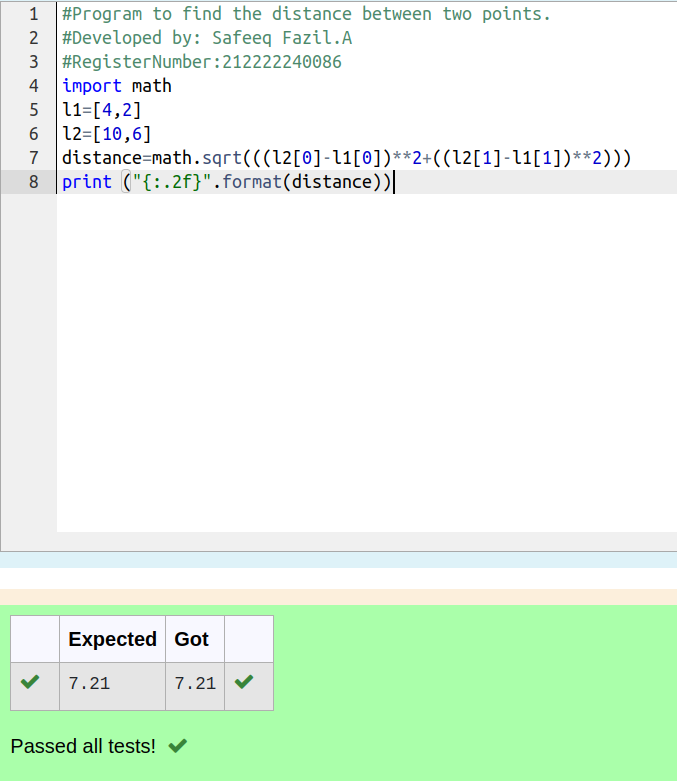 1 #Program to find the distance between two points.
2 #Developed by: Safeeq Fazil.A
3 #RegisterNumber:212222240086
4 import math
5 l1=[4,2]
6 l2=[10,6]
7 distance=math.sqrt(((l2[0]-l1[0])**2+((l2[1]-l1[1])**2)))
8 print ("{:.2f}".format(distance))
Expected Got
7.21 7.21
Passed all tests!